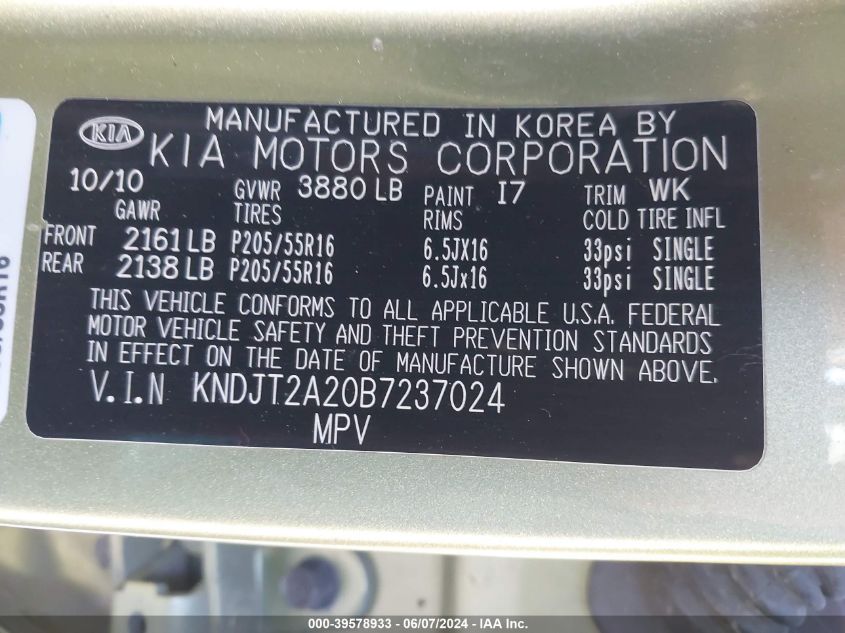 MANUFACTURED IN KOREA BY
KIA KIA MOTORS CORPORATION
10/10 GVWR 3880 LB PAINT I7 TRIM WK
GAWR TIRES RIMS COLD TIRE INFL
FRONT 2161 LB P205/55R16 6.5JX16 33psi SINGLE
REAR 2138 LB P205/55R16 6.5Jx16 33psi SINGLE
THIS VEHICLE CONFORMS TO ALL APPLICABLE U.S.A. FEDERAL
MOTOR VEHICLE SAFETY AND THEFT PREVENTION STANDARDS
IN EFFECT ON THE DATE OF MANUFACTURE SHOWN ABOVE.
V.I.N KNDJT2A20B7237024
MPV
000-39578933 - 06/07/2024 - IAA Inc.